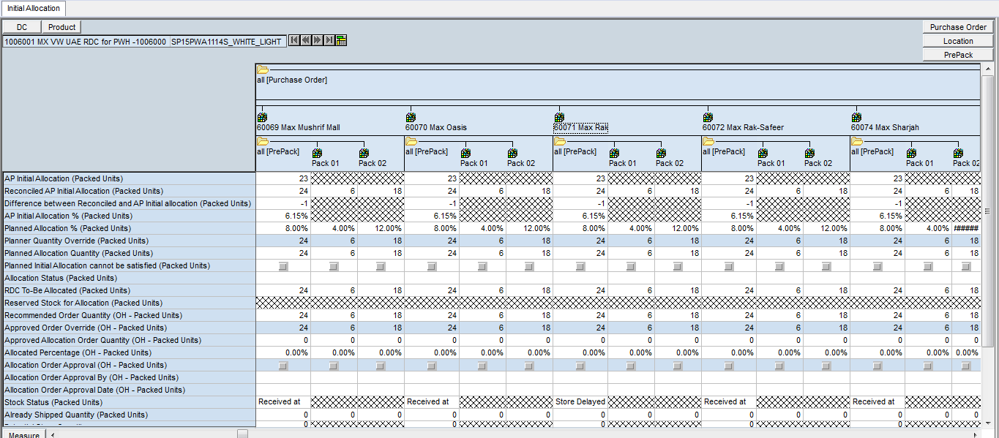 Initial Allocation
DC Product Purchase Order
1006001 MX VW UAE RDC for PWH -1006000 SP15PWA1114S_WHITE_LIGHT Location
PrePack
all [Purchase Order]
60069 Max Mushrif Mall 60070 Max Oasis 60071 Max Rak 60072 Max Rak-Safeer 60074 Max Sharjah
all [PrePack] all [PrePack] all [PrePack] all [PrePack] all [PrePack]
Pack 01 Pack 02 Pack 01 Pack 02 Pack 01 Pack 02 Pack 01 Pack 02 Pack 01 Pack 02
AP Initial Allocation (Packed Units) 23 23 23 23 23
Reconciled AP Initial Allocation (Packed Units) 24 6 18 24 6 18 24 6 18 24 6 18 24 6 18
Difference between Reconciled and AP Initial allocation (Packed Units) -1 -1 -1 -1 -1
AP Initial Allocation % (Packed Units) 6.15% 6.15% 6.15% 6.15% 6.15%
Planned Allocation % (Packed Units) 8.00% 4.00% 12.00% 8.00% 4.00% 12.00% 8.00% 4.00% 12.00% 8.00% 4.00% 12.00% 8.00% 4.00% ######
Planner Quantity Override (Packed Units) 24 6 18 24 6 18 24 6 18 24 6 18 24 6 18
Planned Allocation Quantity (Packed Units) 24 6 18 24 6 18 24 6 18 24 6 18 24 6 18
Planned Initial Allocation cannot be satisfied (Packed Units)
Allocation Status (Packed Units)
RDC To-Be Allocated (Packed Units) 24 6 18 24 6 18 24 6 18 24 6 18 24 6 18
Reserved Stock for Allocation (Packed Units)
Recommended Order Quantity (OH - Packed Units) 24 6 18 24 6 18 24 6 18 24 6 18 24 6 18
Approved Order Override (OH - Packed Units) 24 6 18 24 6 18 24 6 18 24 6 18 24 6 18
Approved Allocation Order Quantity (OH - Packed Units) 0 0 0 0 0 0 0 0 0 0 0 0 0 0 0
Allocated Percentage (OH - Packed Units) 0.00% 0.00% 0.00% 0.00% 0.00% 0.00% 0.00% 0.00% 0.00% 0.00% 0.00% 0.00% 0.00% 0.00% 0.00%
Allocation Order Approval (OH - Packed Units)
Allocation Order Approval By (OH - Packed Units)
Allocation Order Approval Date (OH - Packed Units)
Stock Status (Packed Units) Received at Received at Store Delayed Received at Received at
Already Shipped Quantity (Packed Units) 0 0 0 0 0 0 0 0 0 0 0 0 0 0 0
0 0 0 0 0
Measure